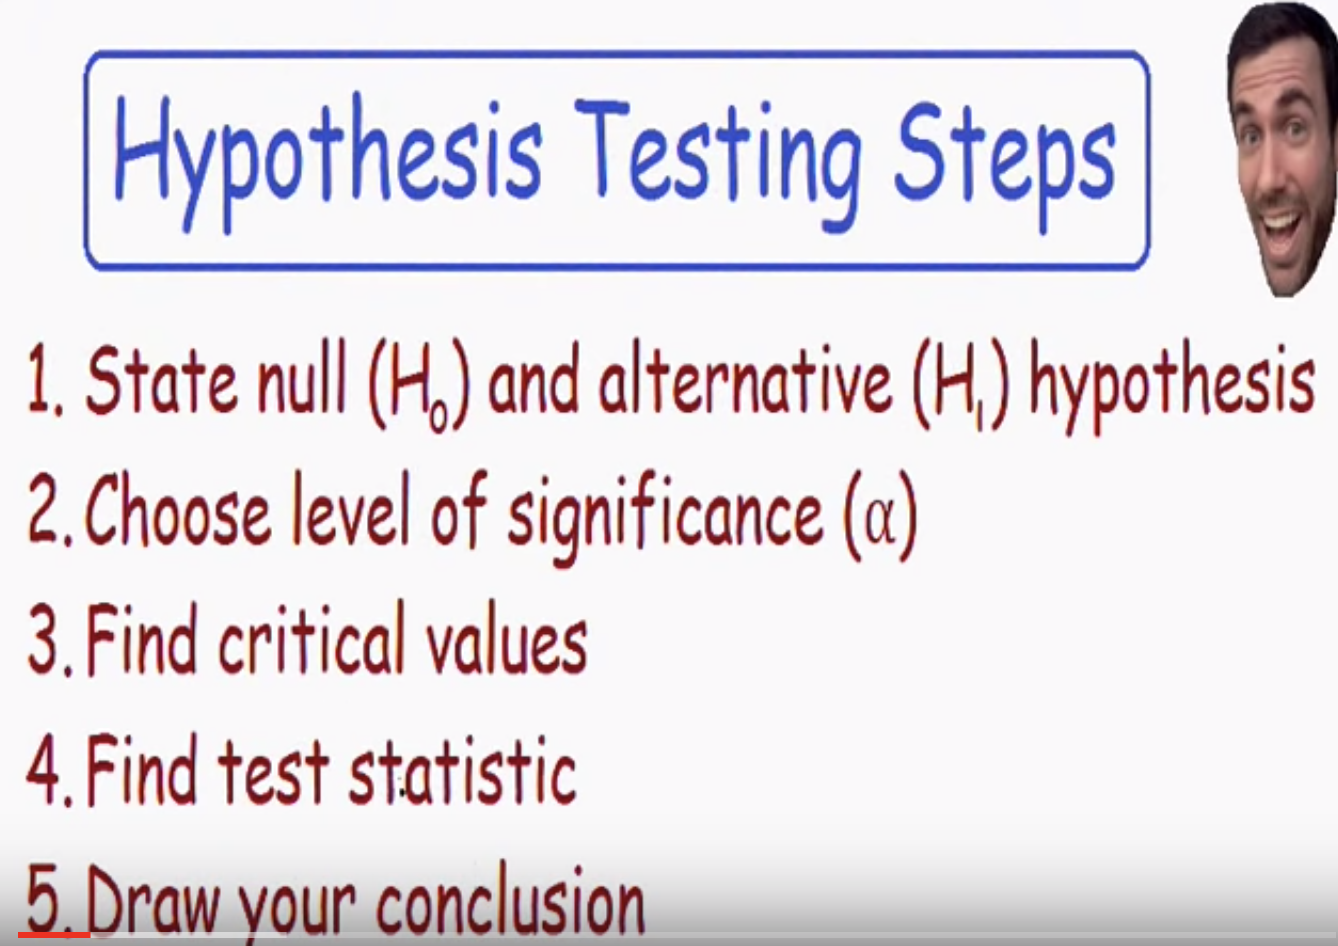 Hypothesis Testing Steps
1. State null (H₀) and alternative (H₁) hypothesis
2. Choose level of significance (α)
3. Find critical values
4. Find test statistic
5. Draw your conclusion